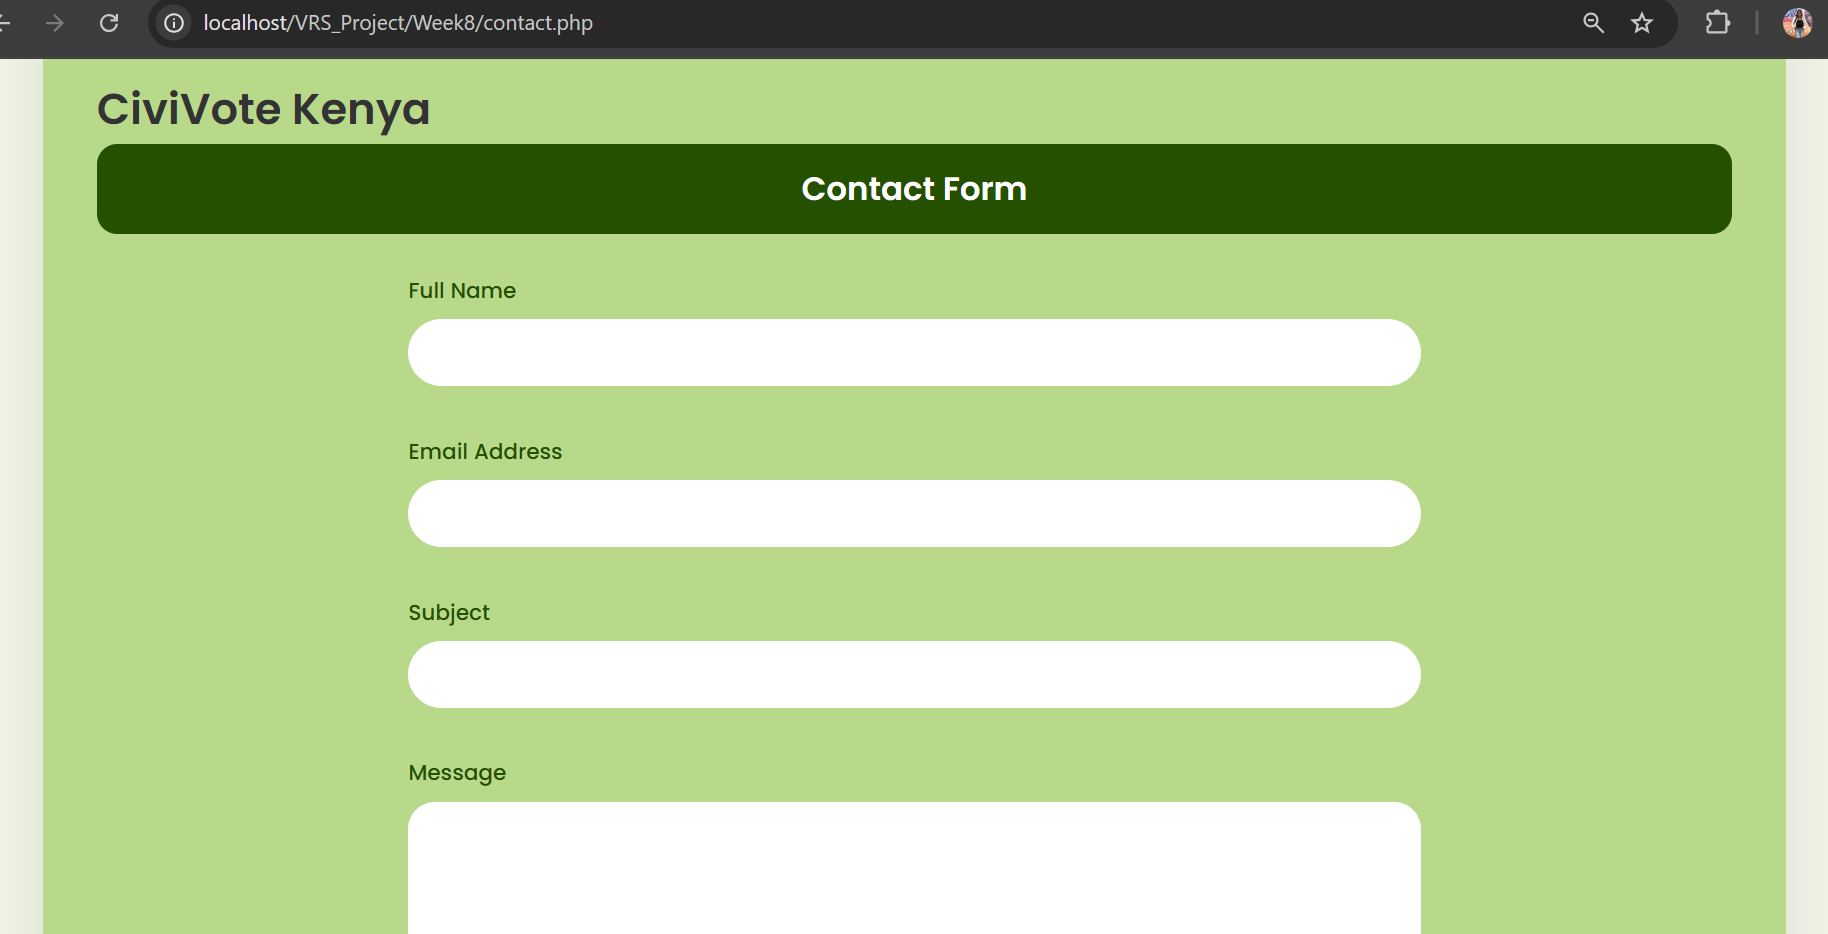 localhost/VRS_Project/Week8/contact.php
CiviVote Kenya
Contact Form
Full Name
Email Address
Subject
Message